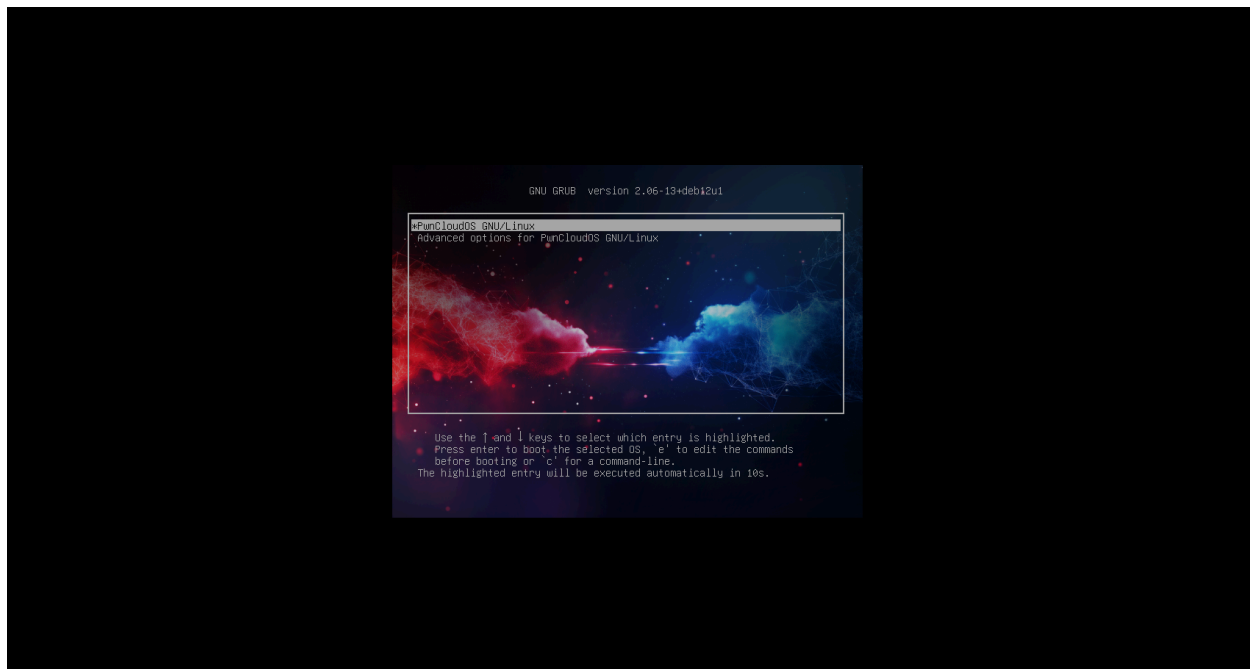 GNU GRUB  version 2.06-13+deb12u1
*PwnCloudOS GNU/Linux
Advanced options for PwnCloudOS GNU/Linux
Use the ↑ and ↓ keys to select which entry is highlighted.
Press enter to boot the selected OS, `e' to edit the commands
before booting or `c' for a command-line.
The highlighted entry will be executed automatically in 10s.